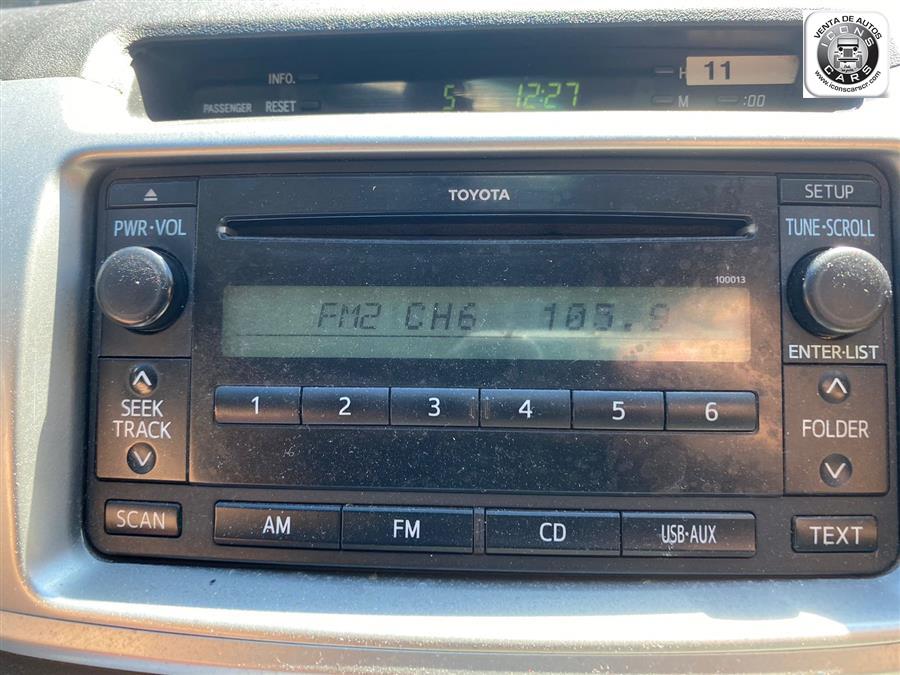 VENTA DE AUTOS
ICONS
CARS
www.iconscarscr.com
INFO.
H
11
PASSENGER RESET
12:27
M
:00
TOYOTA
SETUP
PWR·VOL
TUNE·SCROLL
100013
FM2 CH6 105.9
ENTER·LIST
1 2 3 4 5 6
SEEK
TRACK
FOLDER
SCAN
AM
FM
CD
USB·AUX
TEXT